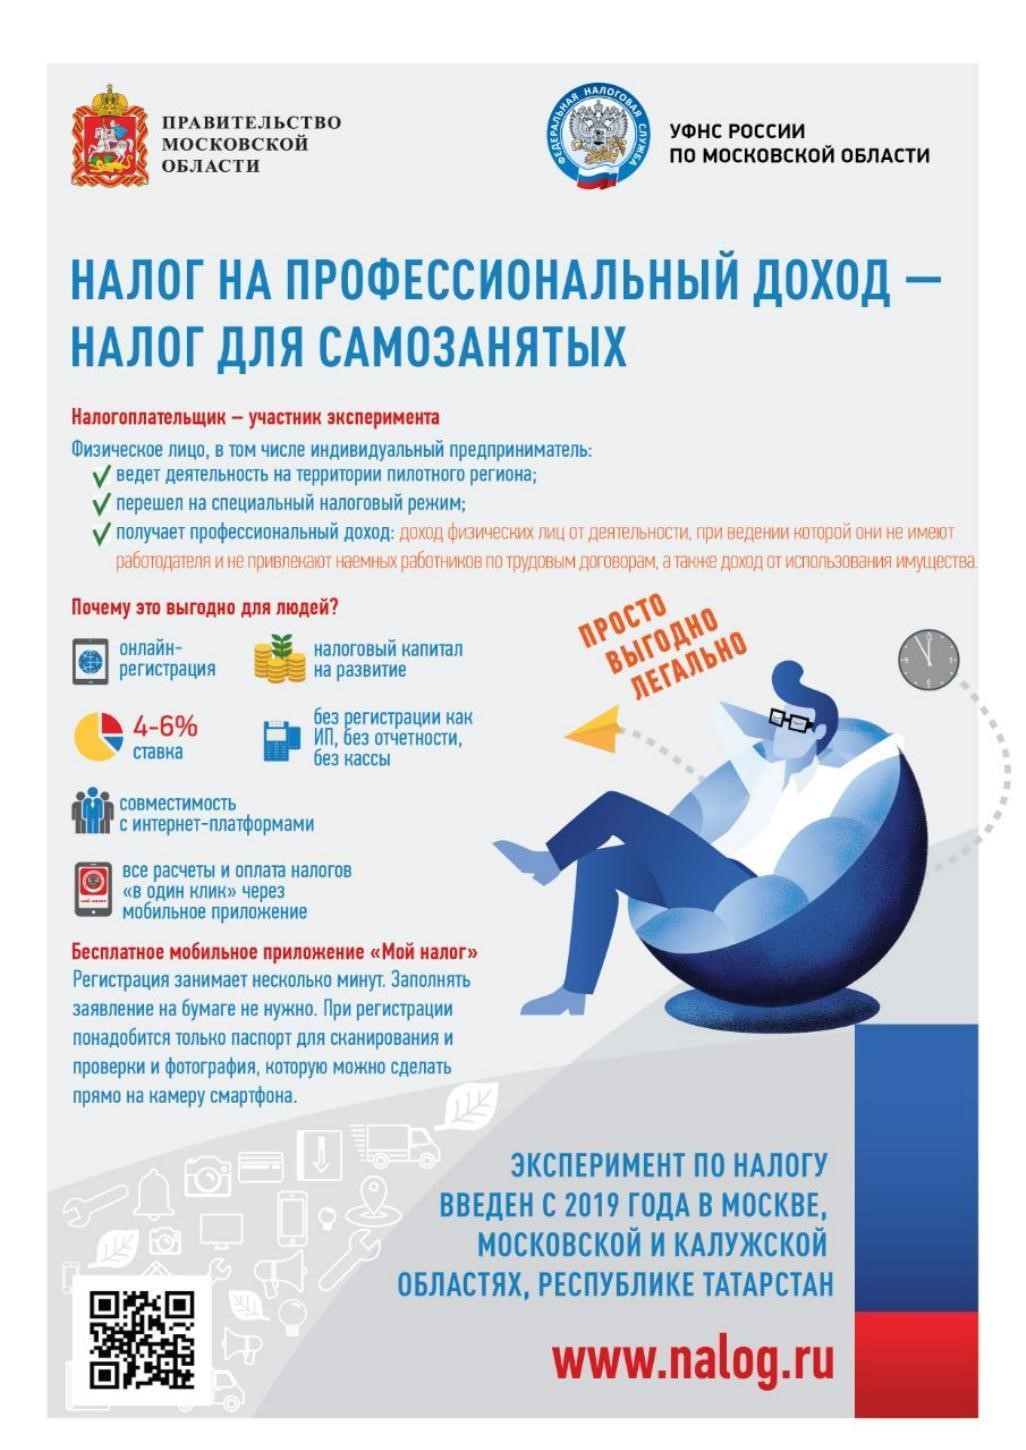 ПРАВИТЕЛЬСТВО
МОСКОВСКОЙ
ОБЛАСТИ
ФЕДЕРАЛЬНАЯ НАЛОГОВАЯ СЛУЖБА
УФНС РОССИИ
ПО МОСКОВСКОЙ ОБЛАСТИ
НАЛОГ НА ПРОФЕССИОНАЛЬНЫЙ ДОХОД —
НАЛОГ ДЛЯ САМОЗАНЯТЫХ
Налогоплательщик – участник эксперимента
Физическое лицо, в том числе индивидуальный предприниматель:
ведет деятельность на территории пилотного региона;
перешел на специальный налоговый режим;
получает профессиональный доход: доход физических лиц от деятельности, при ведении которой они не имеют
работодателя и не привлекают наемных работников по трудовым договорам, а также доход от использования имущества.
Почему это выгодно для людей?
онлайн-
регистрация
налоговый капитал
на развитие
4-6%
ставка
без регистрации как
ИП, без отчетности,
без кассы
совместимость
с интернет-платформами
все расчеты и оплата налогов
«в один клик» через
мобильное приложение
ПРОСТО
ВЫГОДНО
ЛЕГАЛЬНО
Бесплатное мобильное приложение «Мой налог»
Регистрация занимает несколько минут. Заполнять
заявление на бумаге не нужно. При регистрации
понадобится только паспорт для сканирования и
проверки и фотография, которую можно сделать
прямо на камеру смартфона.
ЭКСПЕРИМЕНТ ПО НАЛОГУ
ВВЕДЕН С 2019 ГОДА В МОСКВЕ,
МОСКОВСКОЙ И КАЛУЖСКОЙ
ОБЛАСТЯХ, РЕСПУБЛИКЕ ТАТАРСТАН
www.nalog.ru